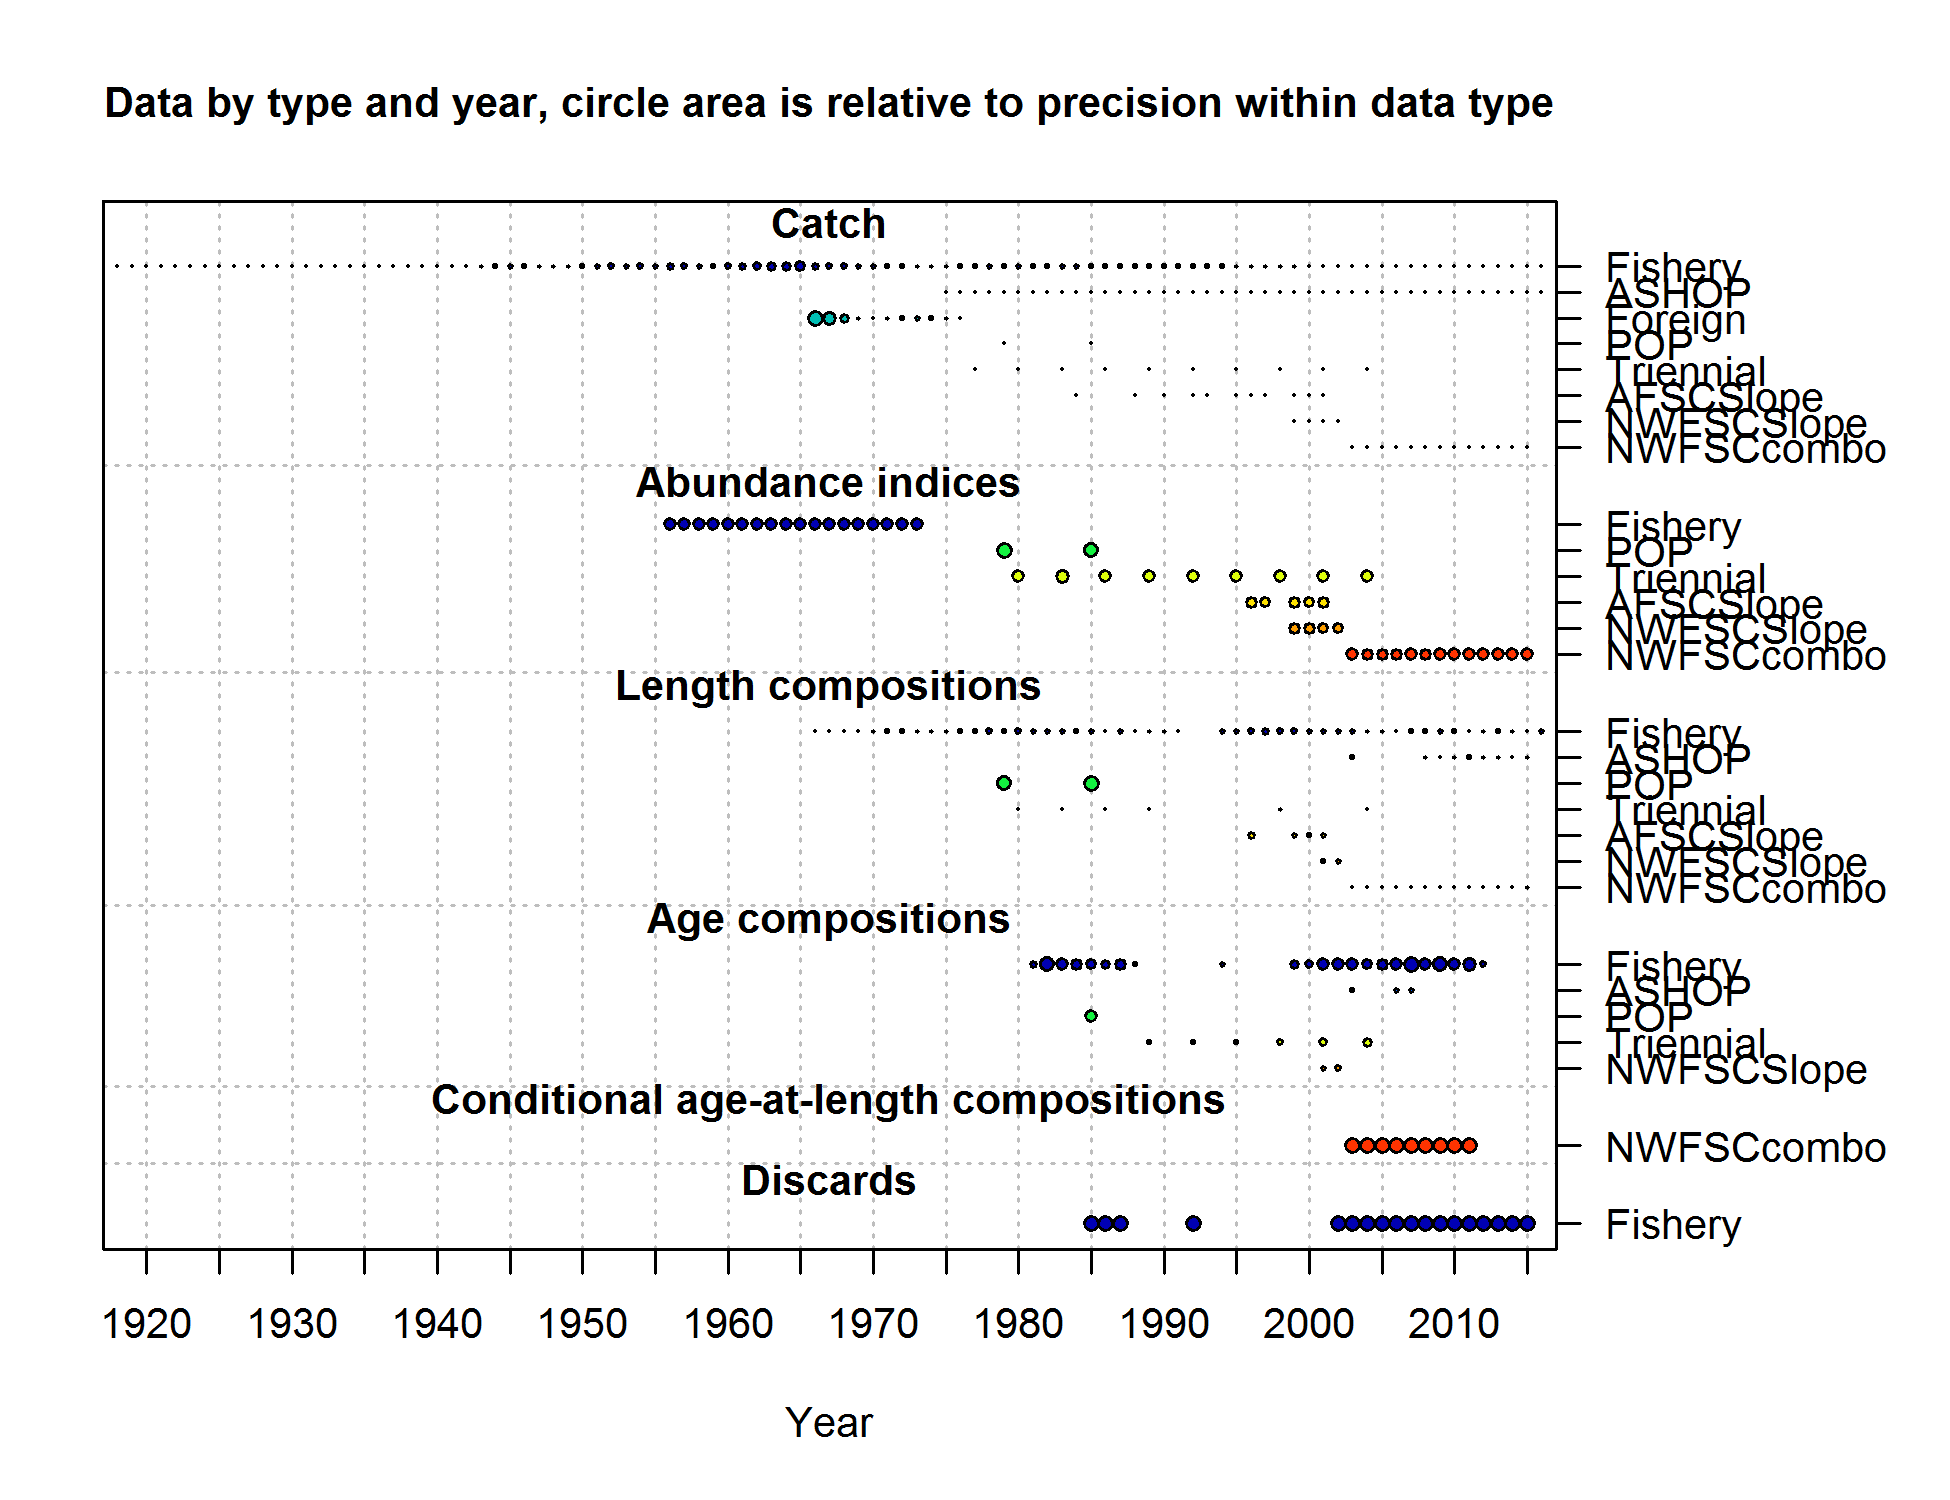 Data by type and year, circle area is relative to precision within data type
Catch
Fishery
ASHOP
Foreign
POP
Triennial
AFSCSlope
NWFSCSlope
NWFSCcombo
Abundance indices
Fishery
POP
Triennial
AFSCSlope
NWFSCSlope
NWFSCcombo
Length compositions
Fishery
ASHOP
POP
Triennial
AFSCSlope
NWFSCSlope
NWFSCcombo
Age compositions
Fishery
ASHOP
POP
Triennial
NWFSCSlope
Conditional age-at-length compositions
NWFSCcombo
Discards
Fishery
1920 1930 1940 1950 1960 1970 1980 1990 2000 2010
Year